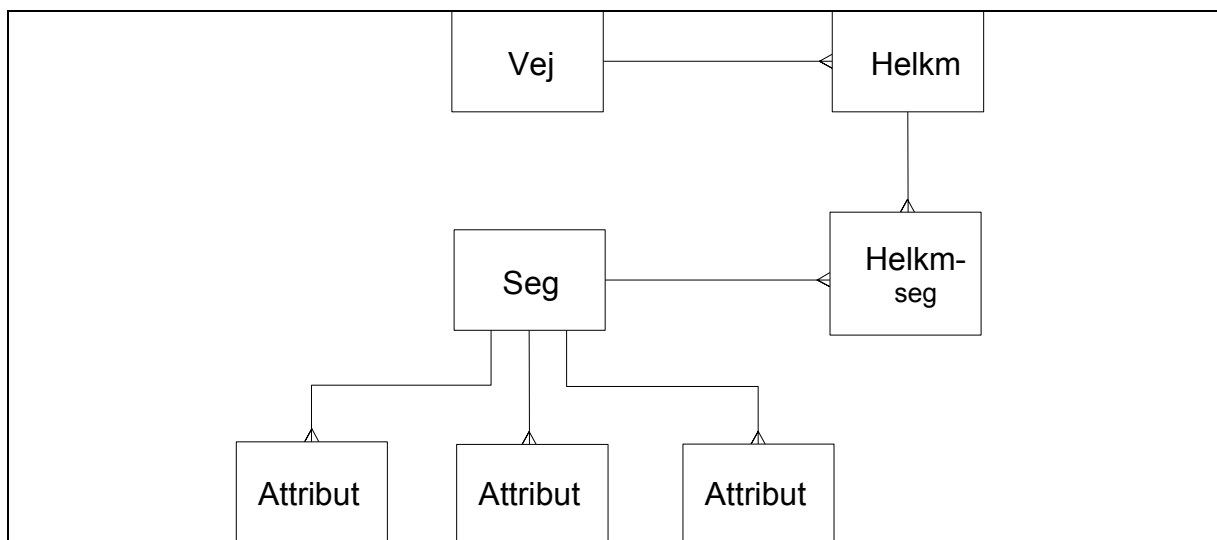 Vej
Helkm
Seg
Helkm-
seg
Attribut
Attribut
Attribut